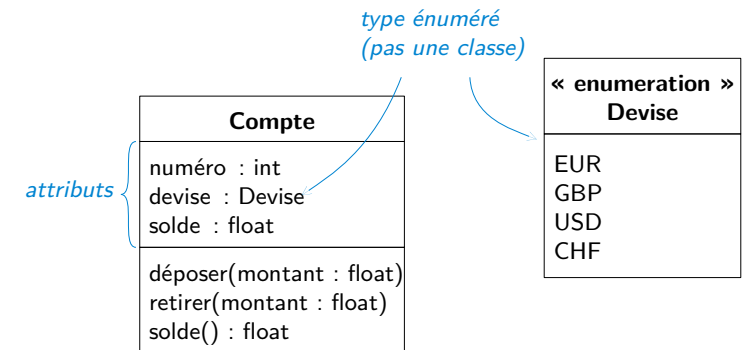 type énuméré
(pas une classe)
« enumeration »
Devise
EUR
GBP
USD
CHF
Compte
attributs
numéro : int
devise : Devise
solde : float
déposer(montant : float)
retirer(montant : float)
solde() : float